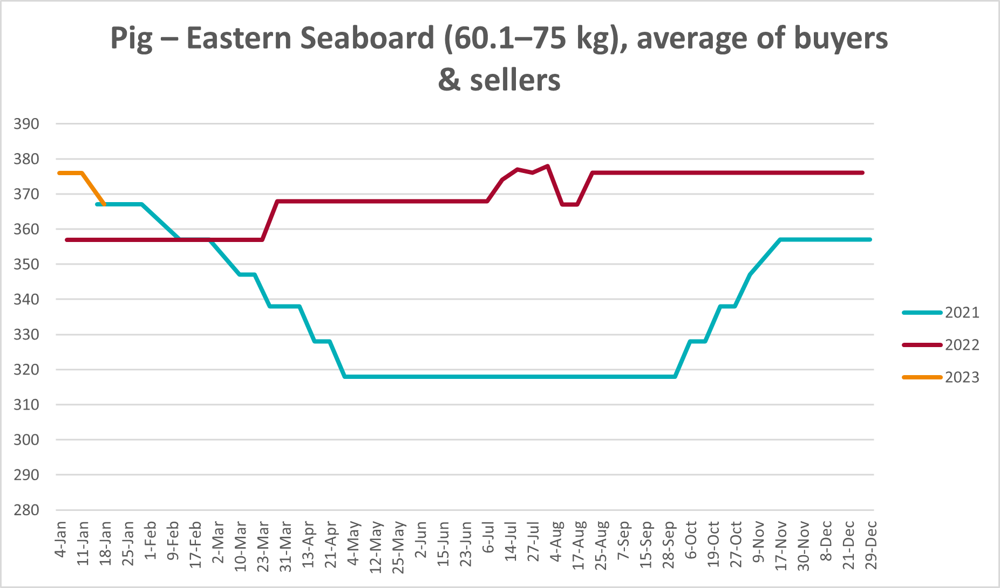 Pig – Eastern Seaboard (60.1–75 kg), average of buyers
& sellers
390
380
370
360
350
340
330
320
310
300
290
280
4-Jan
11-Jan
18-Jan
25-Jan
1-Feb
9-Feb
17-Feb
2-Mar
10-Mar
23-Mar
31-Mar
13-Apr
21-Apr
4-May
12-May
25-May
2-Jun
15-Jun
23-Jun
6-Jul
14-Jul
27-Jul
4-Aug
17-Aug
25-Aug
7-Sep
15-Sep
28-Sep
6-Oct
19-Oct
27-Oct
9-Nov
17-Nov
30-Nov
8-Dec
21-Dec
29-Dec
2021
2022
2023